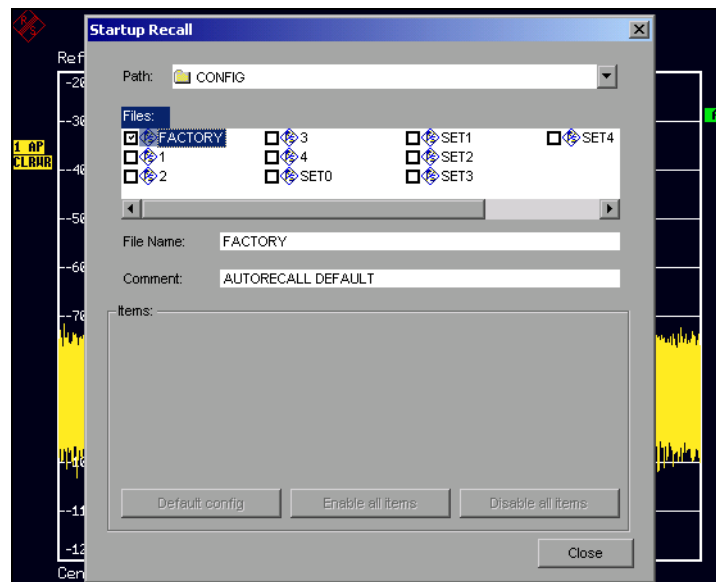 Startup Recall
Ref
Path: CONFIG
Files:
FACTORY 3 SET1 SET4
1 4 SET2
2 SET0 SET3
File Name: FACTORY
Comment: AUTORECALL DEFAULT
Items:
Default config Enable all items Disable all items
Close
1 AP
CLRWR
-20
-30
-40
-50
-60
-70
-10
-11
-12
Cen